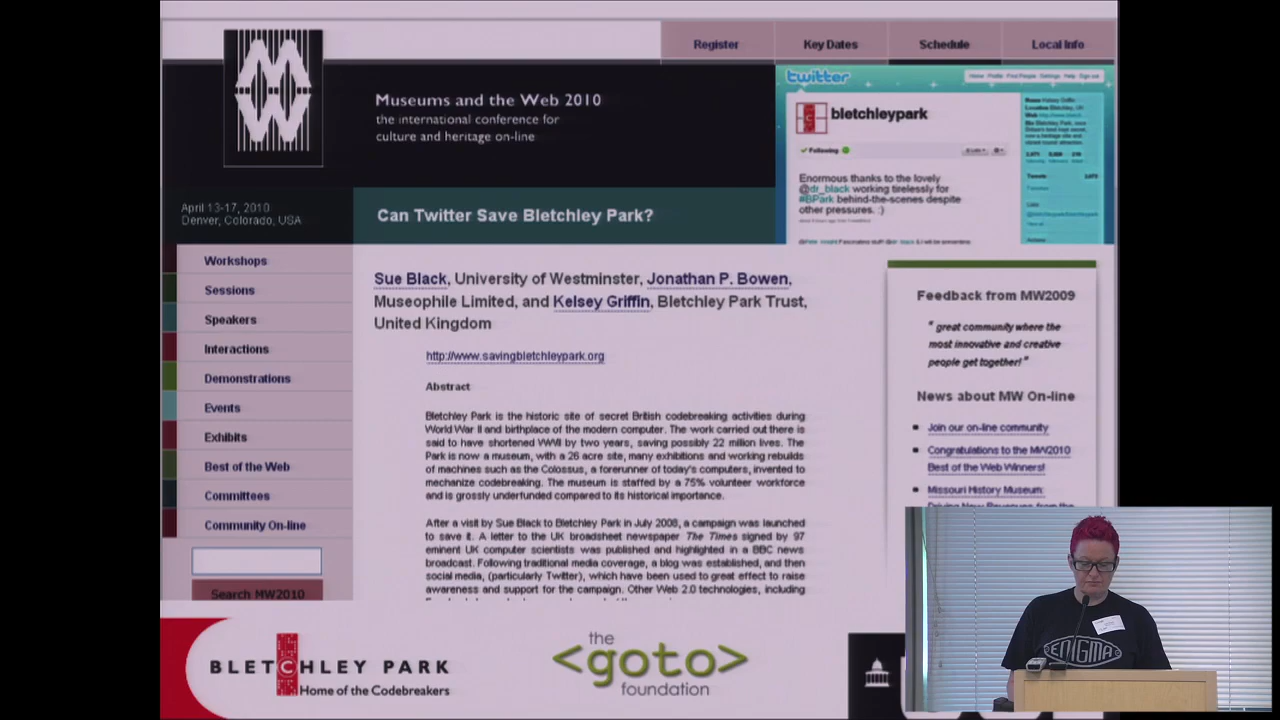 Register
Key Dates
Schedule
Local Info
Museums and the Web 2010
the international conference for
culture and heritage on-line
April 13-17, 2010
Denver, Colorado, USA
Can Twitter Save Bletchley Park?
twitter
bletchleypark
Following
Enormous thanks to the lovely
@dr_black working tirelessly for
#BPark behind-the-scenes despite
other pressures. :)
Workshops
Sessions
Speakers
Interactions
Demonstrations
Events
Exhibits
Best of the Web
Committees
Community On-line
Search MW2010
Sue Black, University of Westminster, Jonathan P. Bowen,
Museophile Limited, and Kelsey Griffin, Bletchley Park Trust,
United Kingdom
http://www.savingbletchleypark.org
Abstract
Bletchley Park is the historic site of secret British codebreaking activities during
World War II and birthplace of the modern computer. The work carried out there is
said to have shortened WWII by two years, saving possibly 22 million lives. The
Park is now a museum, with a 26 acre site, many exhibitions and working rebuilds
of machines such as the Colossus, a forerunner of today's computers, invented to
mechanize codebreaking. The museum is staffed by a 75% volunteer workforce
and is grossly underfunded compared to its historical importance.
After a visit by Sue Black to Bletchley Park in July 2008, a campaign was launched
to save it. A letter to the UK broadsheet newspaper The Times signed by 97
eminent UK computer scientists was published and highlighted in a BBC news
broadcast. Following traditional media coverage, a blog was established, and then
social media, (particularly Twitter), which have been used to great effect to raise
awareness and support for the campaign. Other Web 2.0 technologies, including
Feedback from MW2009
" great community where the
most innovative and creative
people get together!"
News about MW On-line
Join our on-line community
Congratulations to the MW2010
Best of the Web Winners!
Missouri History Museum:
Driving New Revenues from the
BLETCHLEY PARK
Home of the Codebreakers
the
<goto>
foundation
ENIGMA